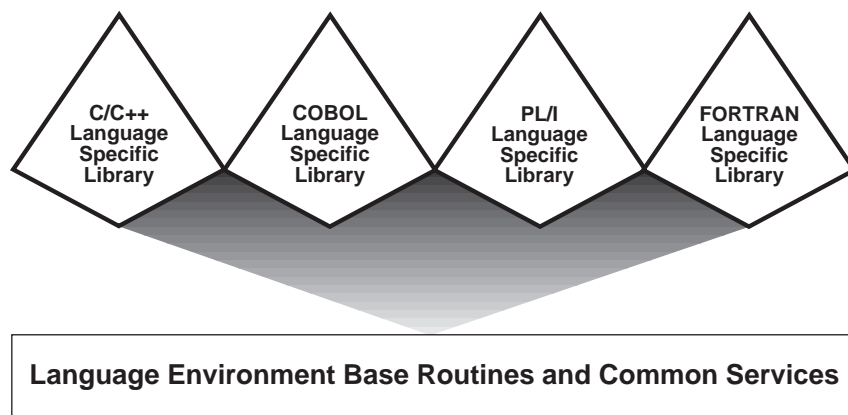 C/C++
Language
Specific
Library
COBOL
Language
Specific
Library
PL/I
Language
Specific
Library
FORTRAN
Language
Specific
Library
Language Environment Base Routines and Common Services